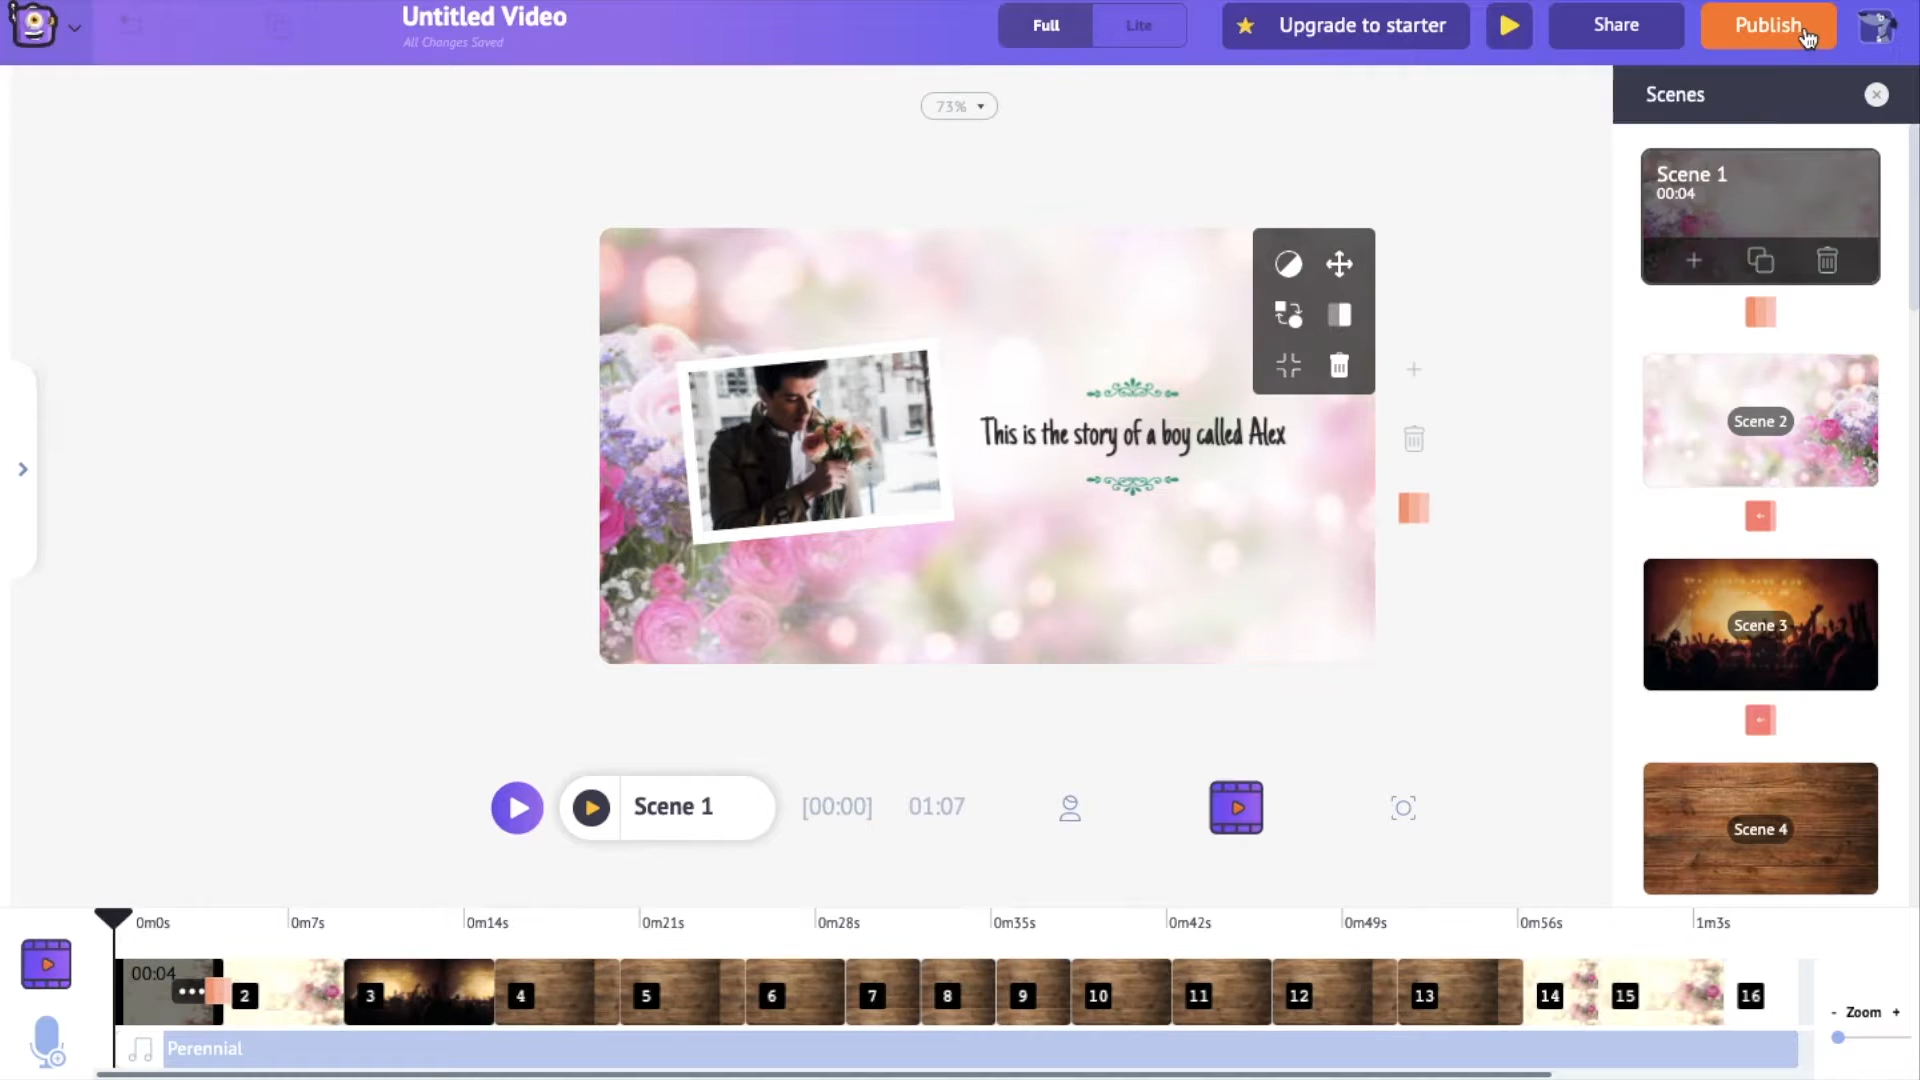 Untitled Video
All Changes Saved
Full
Lite
Upgrade to starter
Share
Publish
73%
Scenes
Scene 1
00:04
Scene 2
Scene 3
Scene 4
This is the story of a boy called Alex
Scene 1
[00:00]
01:07
0m0s
0m7s
0m14s
0m21s
0m28s
0m35s
0m42s
0m49s
0m56s
1m3s
00:04
2
3
4
5
6
7
8
9
10
11
12
13
14
15
16
- Zoom +
Perennial